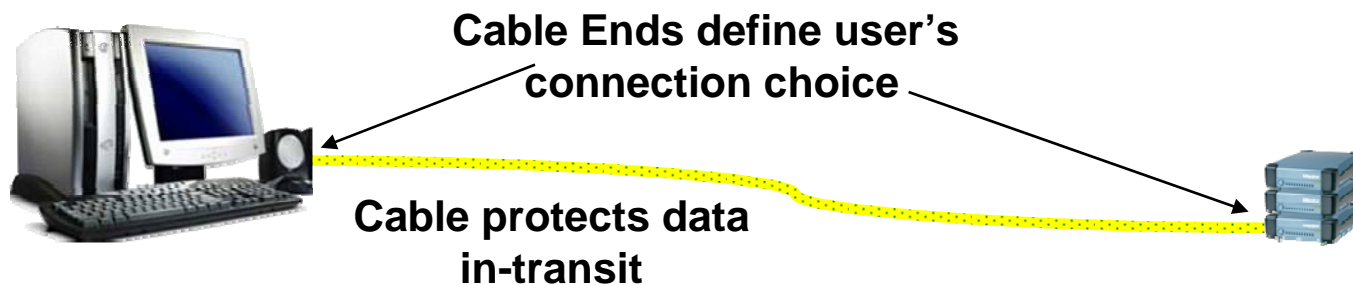 Cable Ends define user’s
connection choice
Cable protects data
in-transit